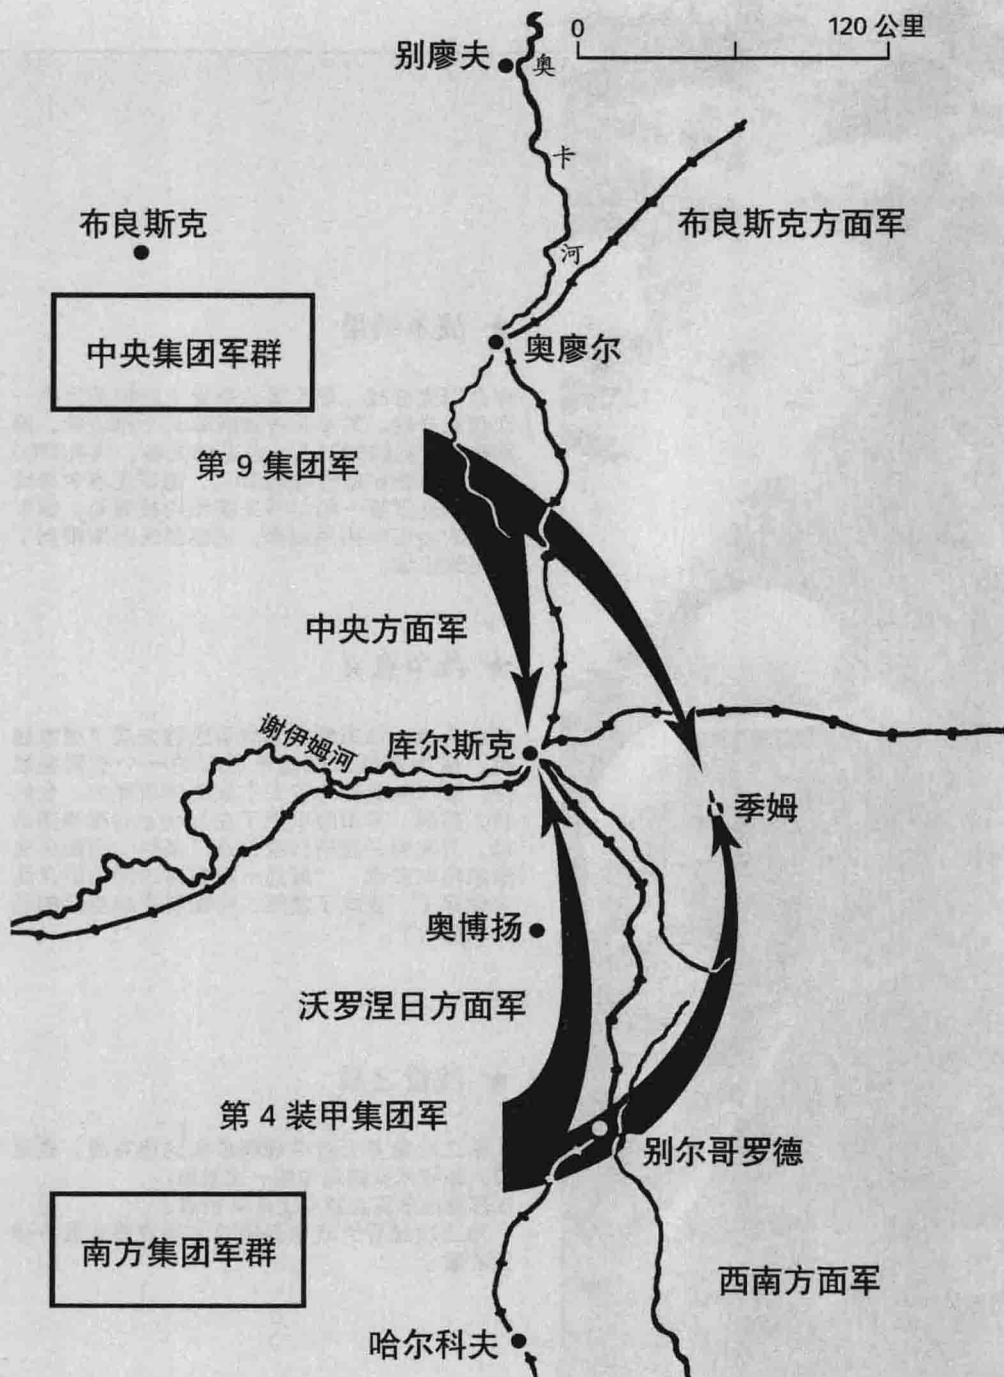 0
120 公里
别廖夫
奥
卡
河
布良斯克
布良斯克方面军
中央集团军群
奥廖尔
第 9 集团军
中央方面军
谢伊姆河
库尔斯克
季姆
奥博扬
沃罗涅日方面军
第 4 装甲集团军
别尔哥罗德
南方集团军群
西南方面军
哈尔科夫